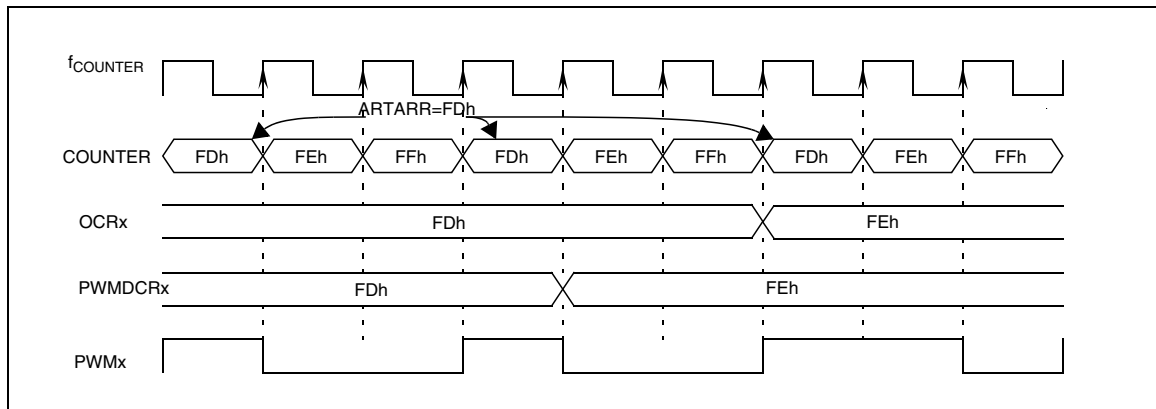 fCOUNTER
ARTARR=FDh
COUNTER FDh FEh FFh FDh FEh FFh FDh FEh FFh
OCRx FDh FEh
PWMDCRx FDh FEh
PWMx